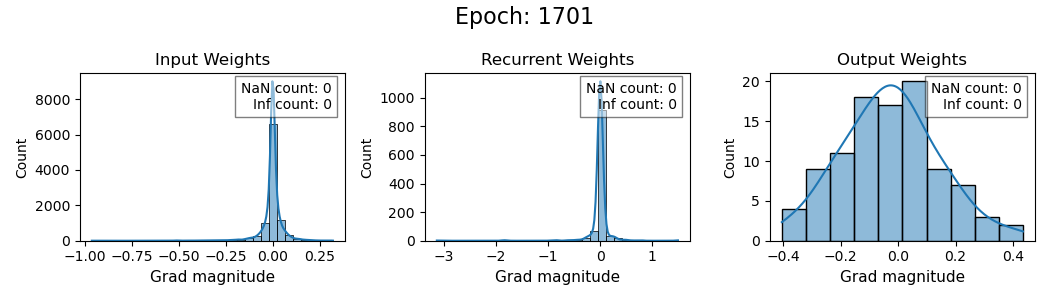 Epoch: 1701
Input Weights
NaN count: 0
Inf count: 0
Count
8000
6000
4000
2000
0
−1.00 −0.75 −0.50 −0.25 0.00 0.25
Grad magnitude
Recurrent Weights
NaN count: 0
Inf count: 0
Count
1000
800
600
400
200
0
−3 −2 −1 0 1
Grad magnitude
Output Weights
NaN count: 0
Inf count: 0
Count
20
15
10
5
0
−0.4 −0.2 0.0 0.2 0.4
Grad magnitude